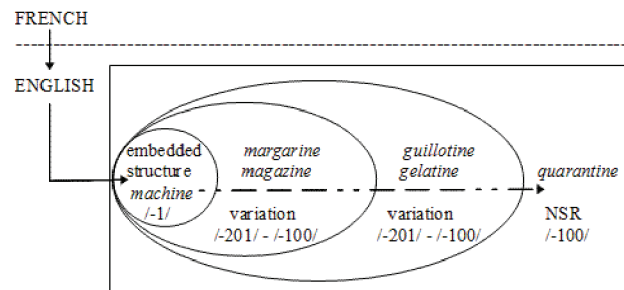 FRENCH
ENGLISH
embedded
structure
machine
/-1/
margarine
magazine
variation
/-201/ - /-100/
guillotine
gelatine
variation
/-201/ - /-100/
quarantine
NSR
/-100/